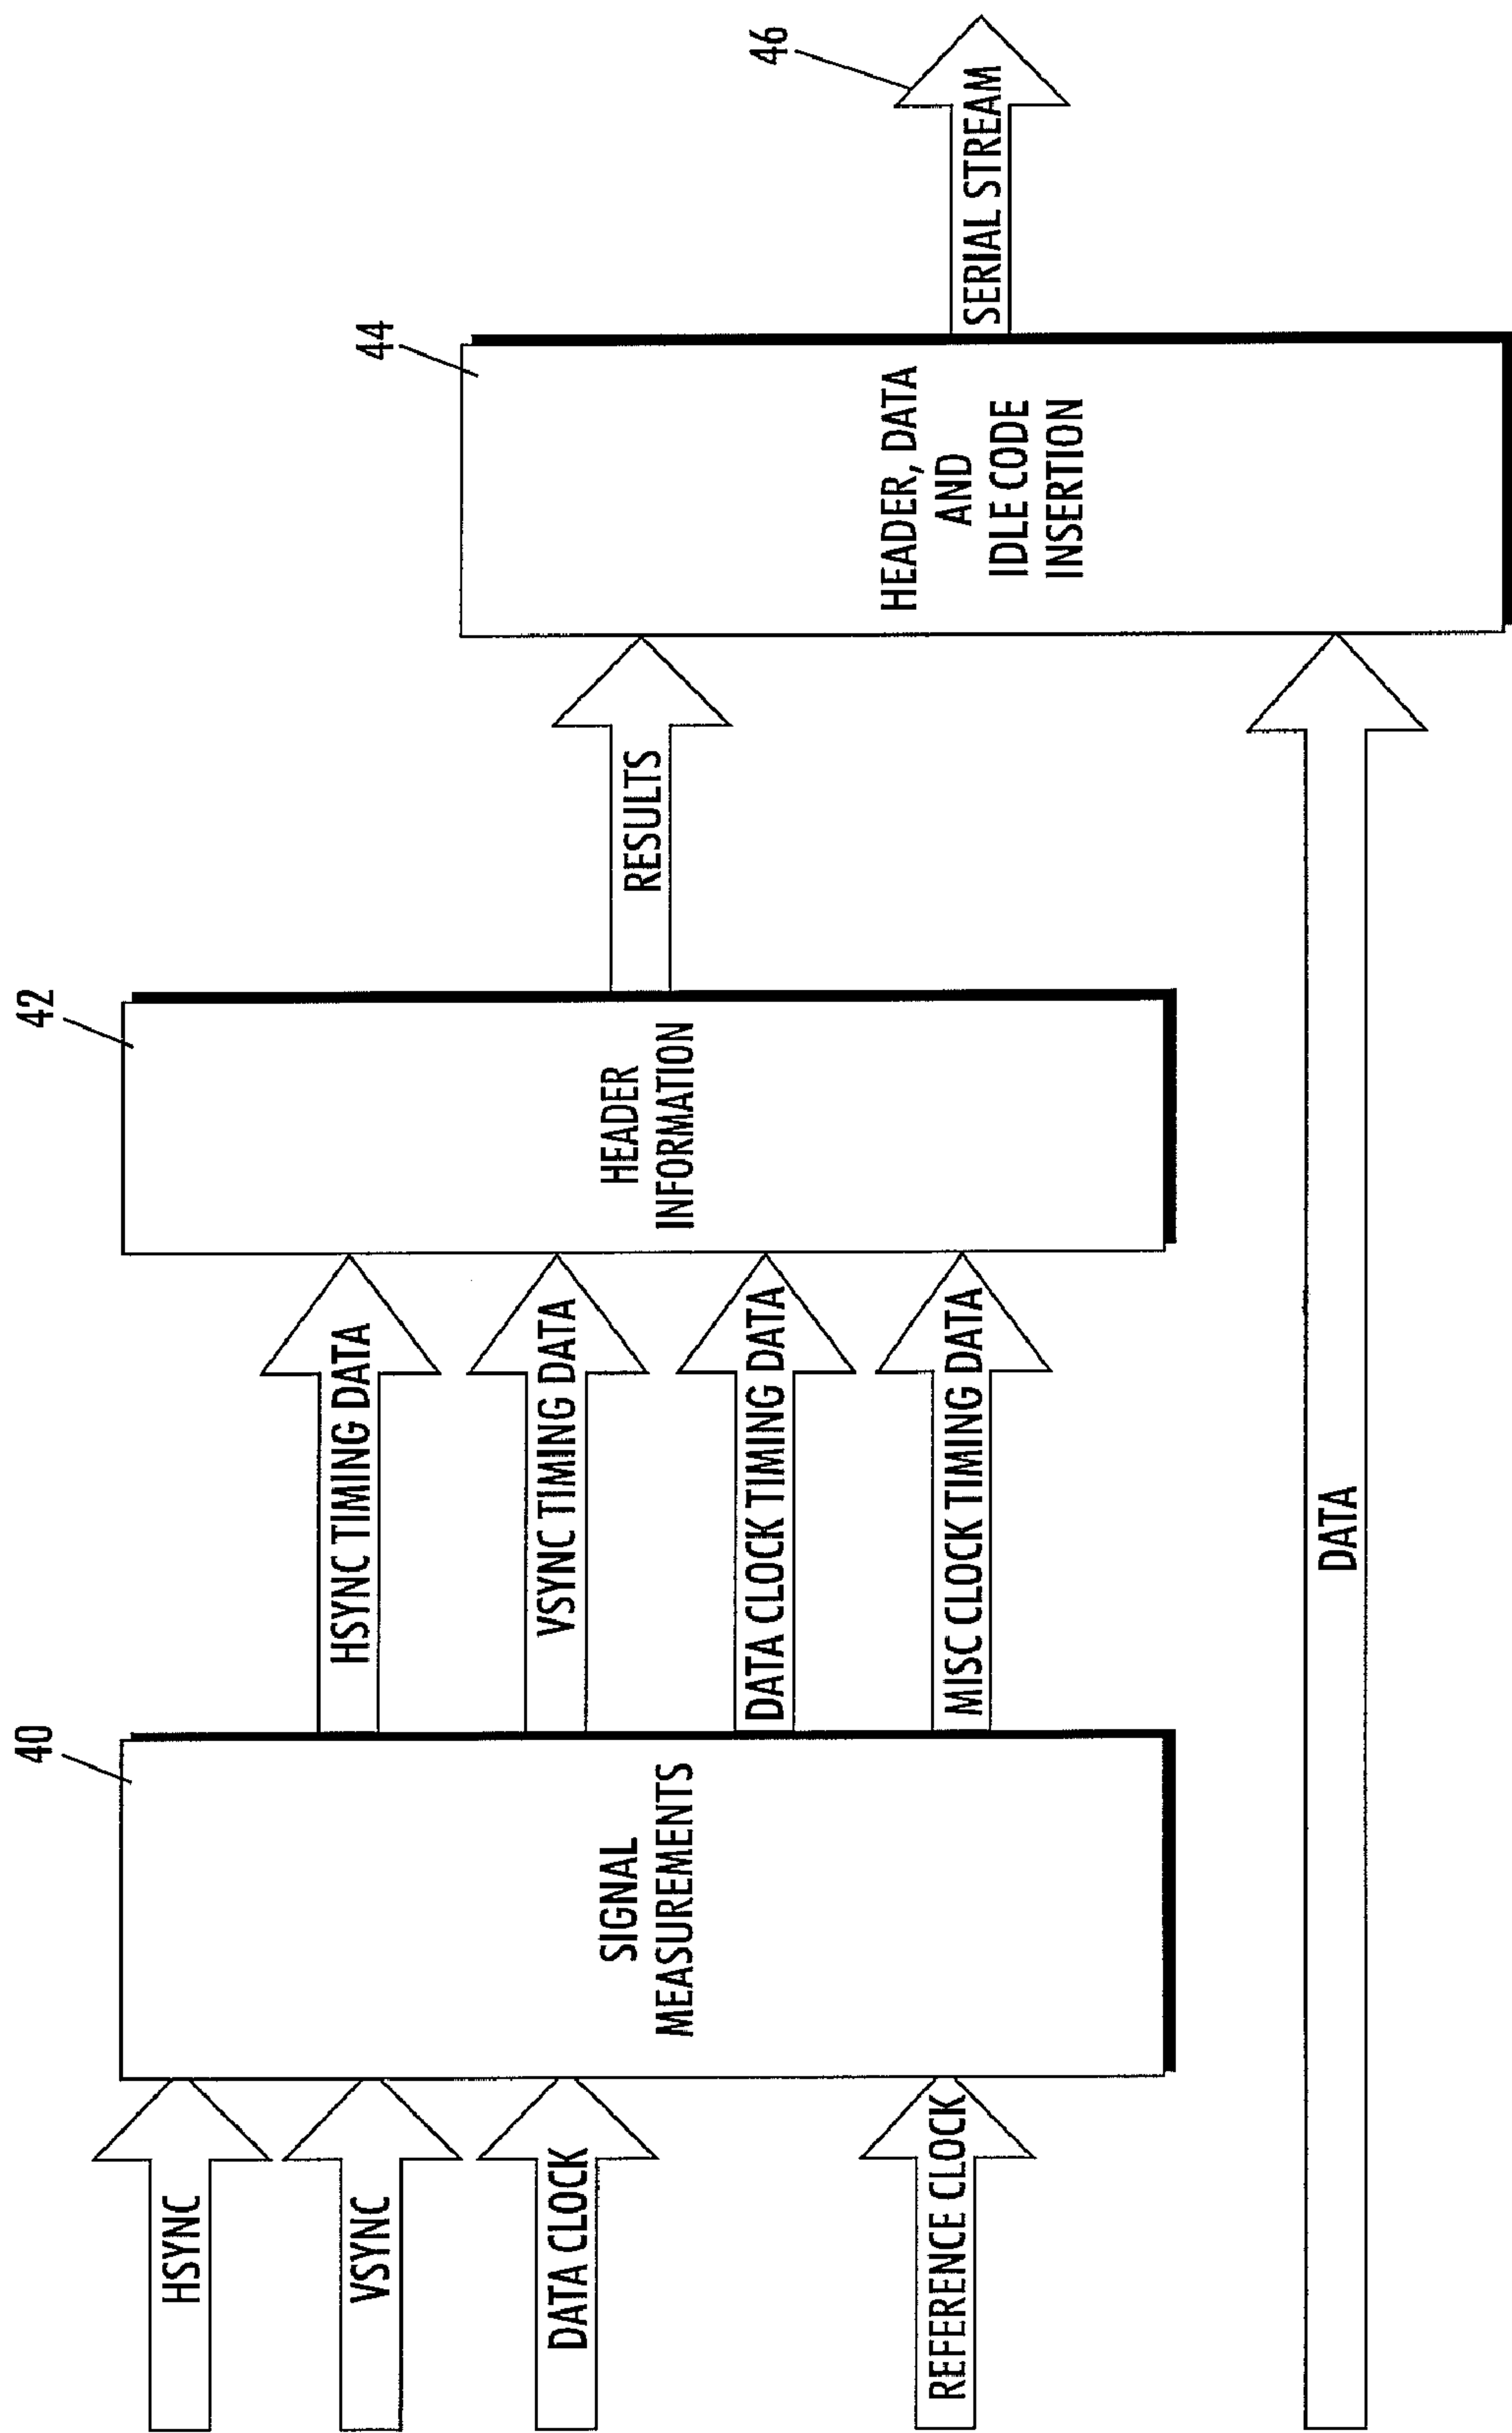 HSYNC
VSYNC
DATA CLOCK
REFERENCE CLOCK
40
SIGNAL
MEASUREMENTS
HSYNC TIMING DATA
VSYNC TIMING DATA
DATA CLOCK TIMING DATA
MISC CLOCK TIMING DATA
42
HEADER
INFORMATION
RESULTS
DATA
44
HEADER, DATA
AND
IDLE CODE
INSERTION
46
SERIAL STREAM